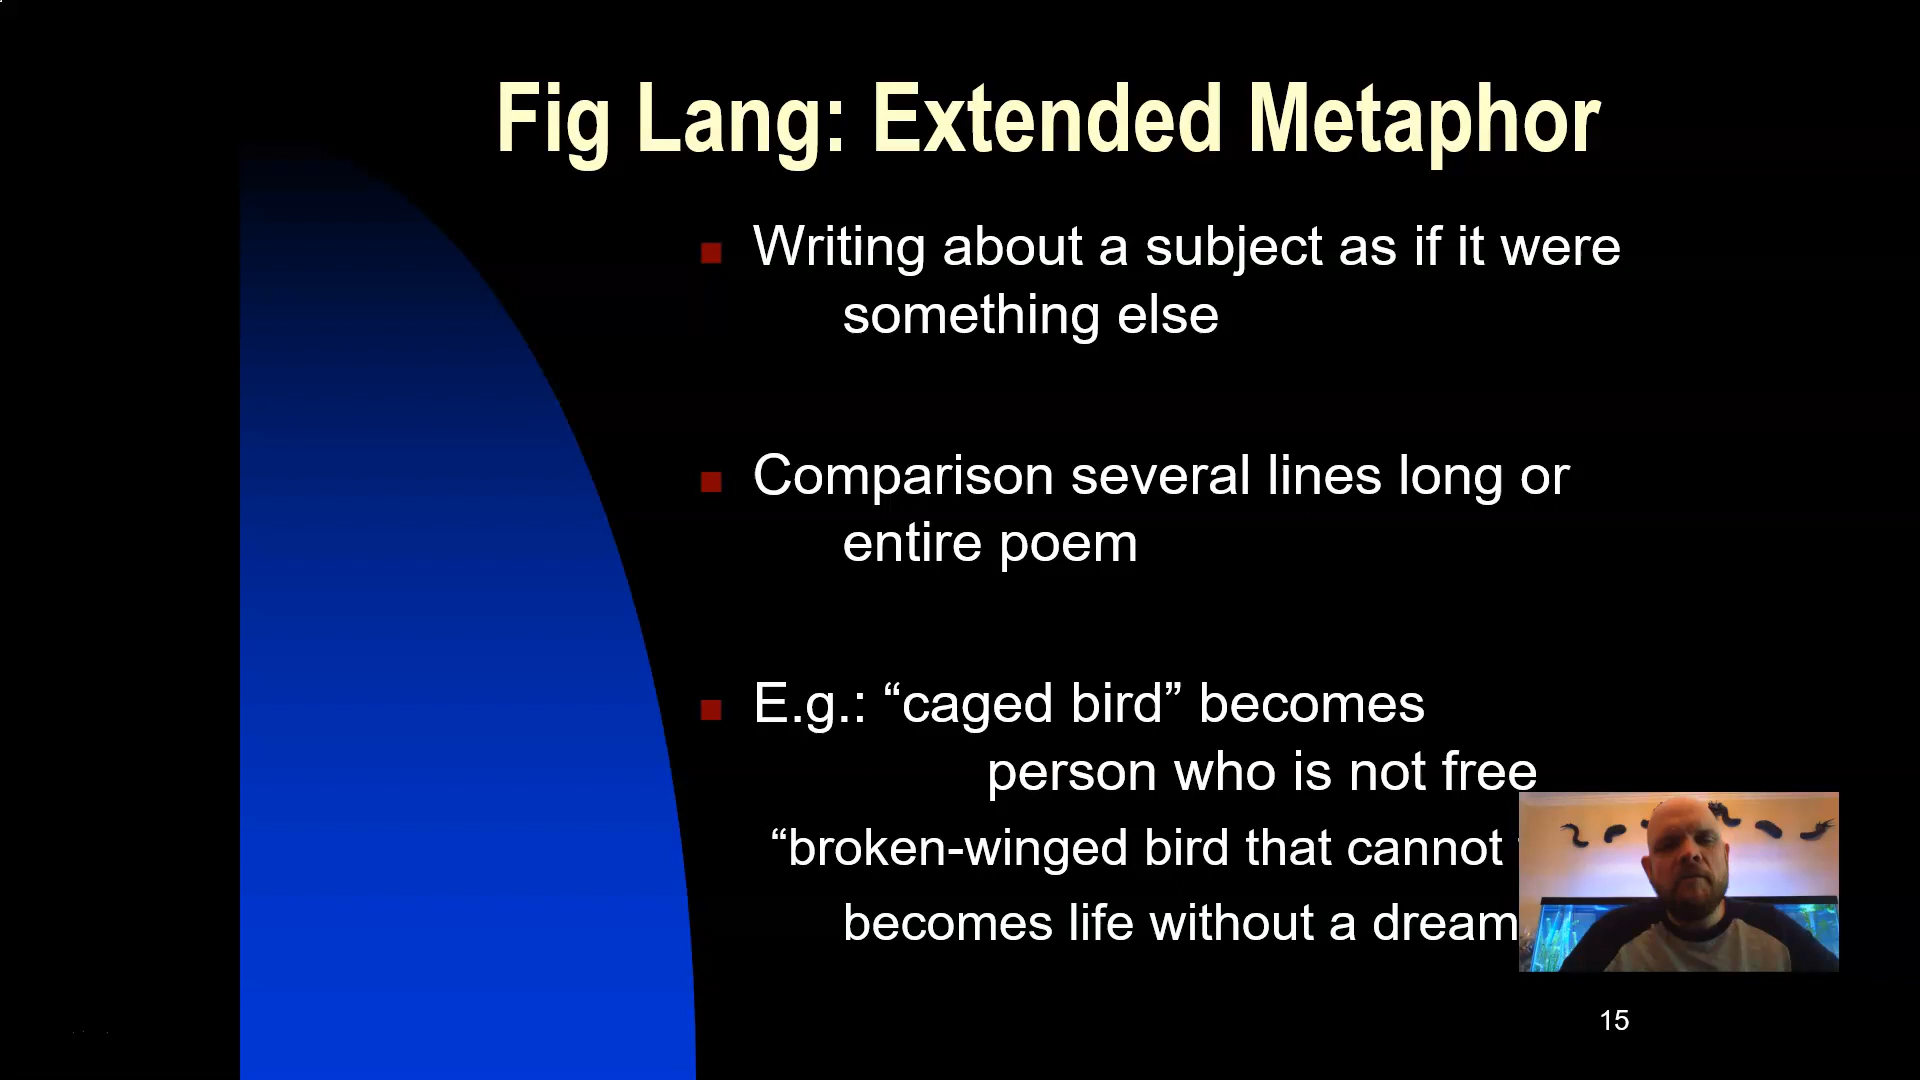 Fig Lang: Extended Metaphor
Writing about a subject as if it were
something else
Comparison several lines long or
entire poem
E.g.: “caged bird” becomes
person who is not free
“broken-winged bird that cannot
becomes life without a dream
15